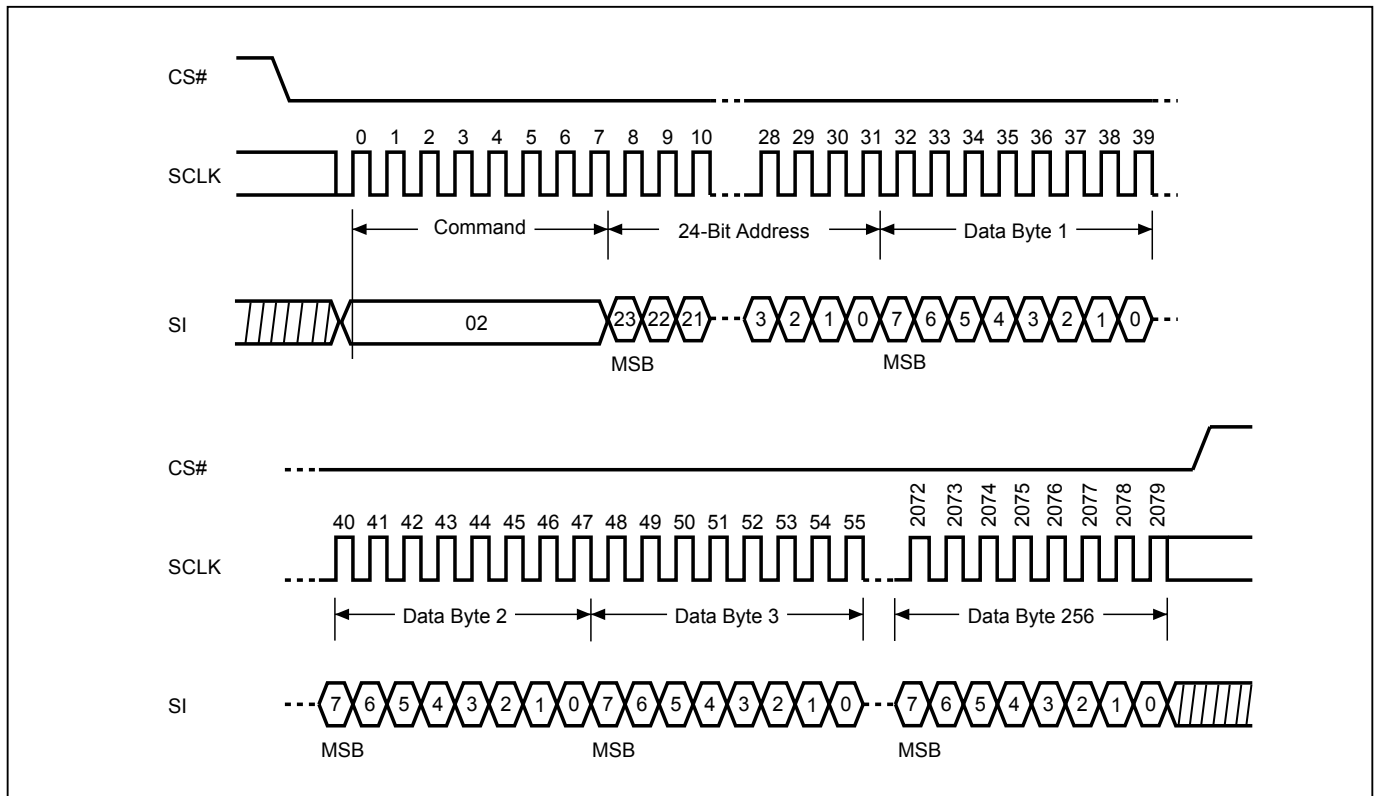 CS#
0 1 2 3 4 5 6 7 8 9 10 28 29 30 31 32 33 34 35 36 37 38 39
SCLK
Command 24-Bit Address Data Byte 1
SI 02 23 22 21 3 2 1 0 7 6 5 4 3 2 1 0
MSB MSB
CS#
2072 2073 2074 2075 2076 2077 2078 2079
40 41 42 43 44 45 46 47 48 49 50 51 52 53 54 55
SCLK
Data Byte 2 Data Byte 3 Data Byte 256
SI 7 6 5 4 3 2 1 0 7 6 5 4 3 2 1 0 7 6 5 4 3 2 1 0
MSB MSB MSB